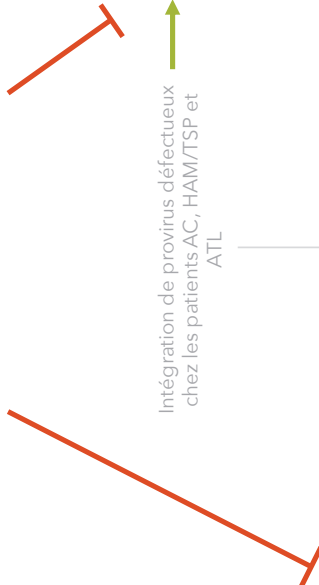 Intégration de provirus défectueux
chez les patients AC, HAM/TSP et
ATL